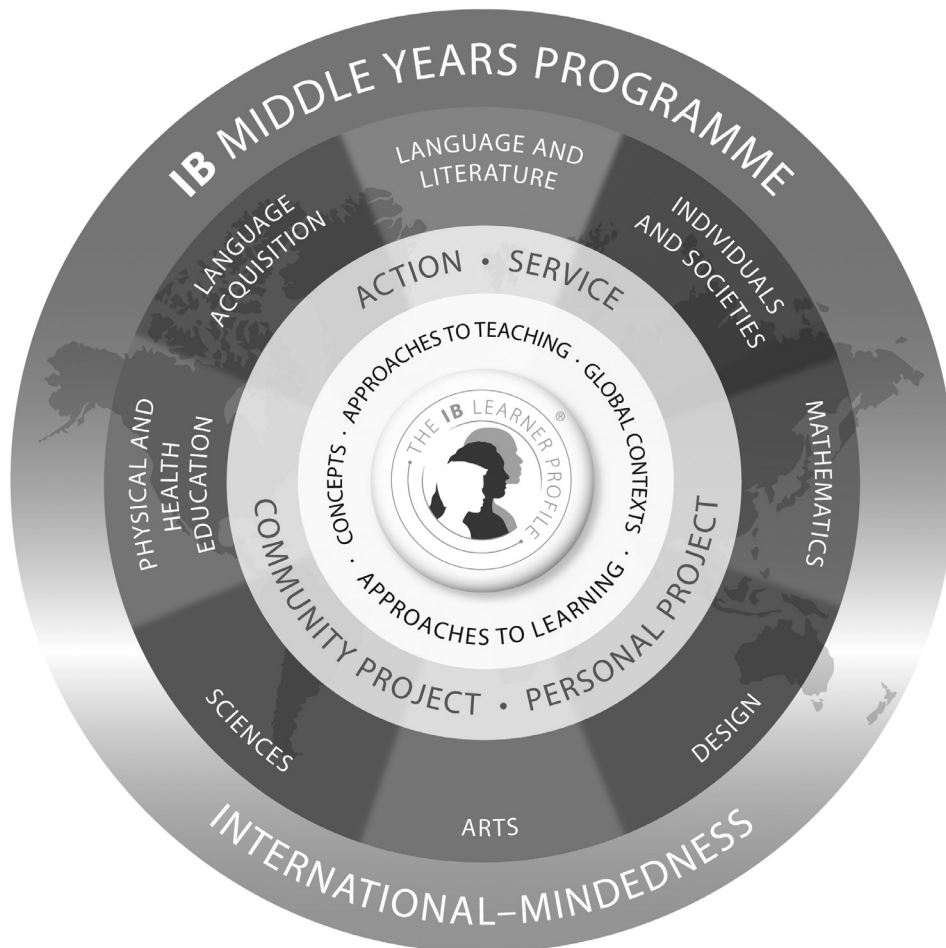 IB MIDDLE YEARS PROGRAMME
LANGUAGE AND
LITERATURE
INDIVIDUALS
AND SOCIETIES
MATHEMATICS
DESIGN
ARTS
SCIENCES
PHYSICAL AND
HEALTH
EDUCATION
LANGUAGE
ACQUISITION
ACTION • SERVICE
PERSONAL PROJECT
• COMMUNITY PROJECT
APPROACHES TO TEACHING •
GLOBAL CONTEXTS •
APPROACHES TO LEARNING
• CONCEPTS •
• THE IB LEARNER PROFILE • ®
INTERNATIONAL–MINDEDNESS